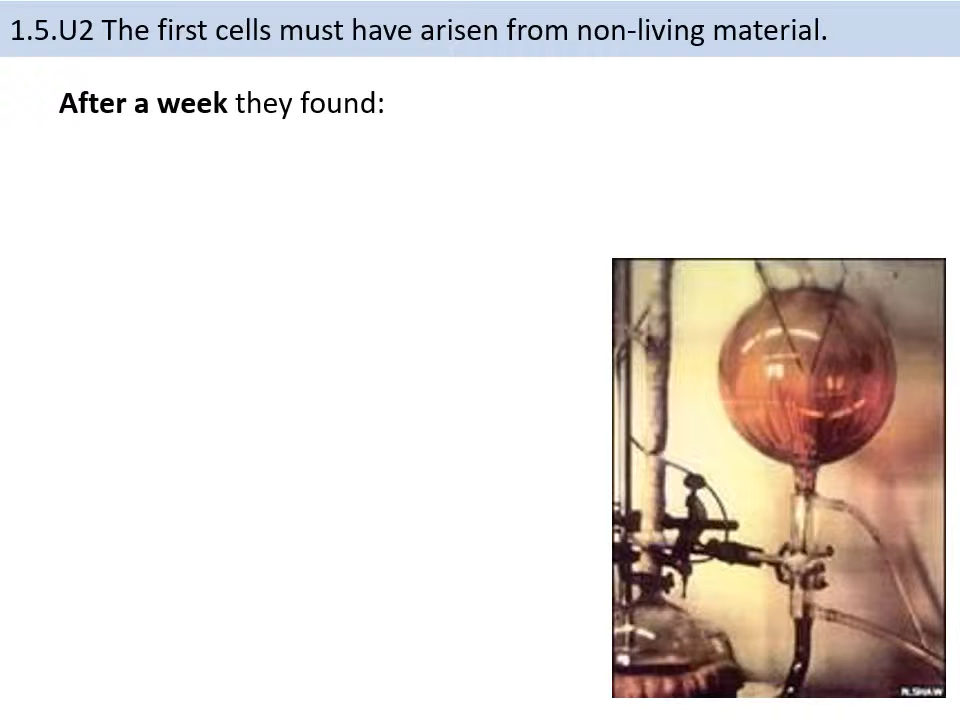 1.5.U2 The first cells must have arisen from non-living material.
After a week they found:
N.SHAW